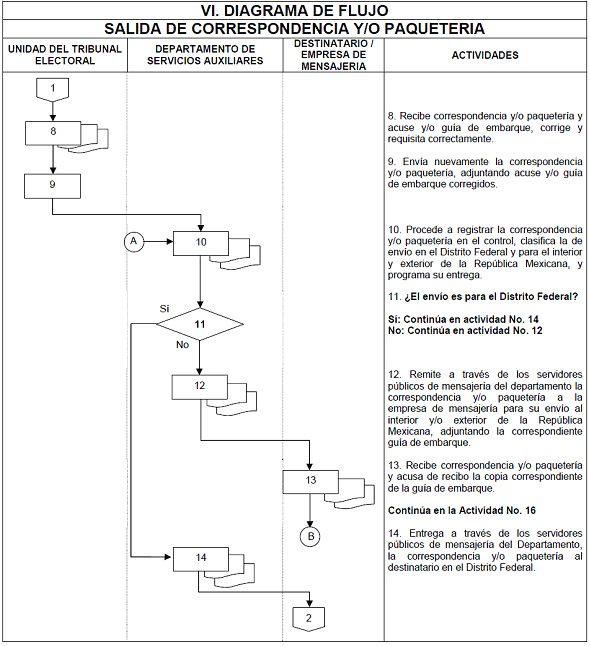 VI. DIAGRAMA DE FLUJO
SALIDA DE CORRESPONDENCIA Y/O PAQUETERIA
UNIDAD DEL TRIBUNAL
ELECTORAL
DEPARTAMENTO DE
SERVICIOS AUXILIARES
DESTINATARIO /
EMPRESA DE
MENSAJERIA
ACTIVIDADES
1
8
9
A
10
Sí
11
No
12
13
B
14
2
8. Recibe correspondencia y/o paquetería y
acuse y/o guía de embarque, corrige y
requisita correctamente.
9. Envía nuevamente la correspondencia
y/o paquetería, adjuntando acuse y/o guía
de embarque corregidos.
10. Procede a registrar la correspondencia
y/o paquetería en el control, clasifica la de
envío en el Distrito Federal y para el interior
y exterior de la República Mexicana, y
programa su entrega.
11. ¿El envío es para el Distrito Federal?
Sí: Continúa en actividad No. 14
No: Continúa en actividad No. 12
12. Remite a través de los servidores
públicos de mensajería del departamento la
correspondencia y/o paquetería a la
empresa de mensajería para su envío al
interior y/o exterior de la República
Mexicana, adjuntando la correspondiente
guía de embarque.
13. Recibe correspondencia y/o paquetería
y acusa de recibo la copia correspondiente
de la guía de embarque.
Continúa en la Actividad No. 16
14. Entrega a través de los servidores
públicos de mensajería del Departamento,
la correspondencia y/o paquetería al
destinatario en el Distrito Federal.